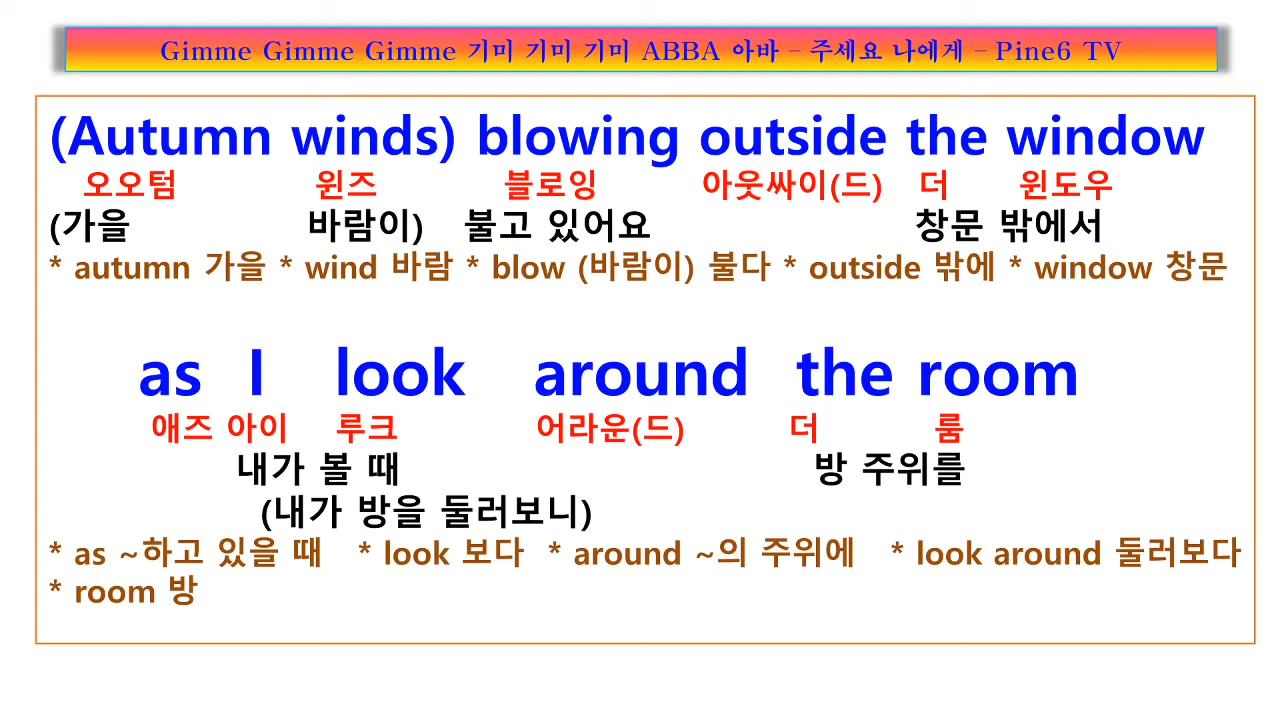 Gimme Gimme Gimme 기미 기미 기미 ABBA 아바 – 주세요 나에게 – Pine6 TV
(Autumn winds) blowing outside the window
오오텀 윈즈 블로잉 아웃싸이(드) 더 윈도우
(가을 바람이) 불고 있어요 창문 밖에서
* autumn 가을 * wind 바람 * blow (바람이) 불다 * outside 밖에 * window 창문
as I look around the room
애즈 아이 루크 어라운(드) 더 룸
내가 볼 때 방 주위를
(내가 방을 둘러보니)
* as ~하고 있을 때 * look 보다 * around ~의 주위에 * look around 둘러보다
* room 방